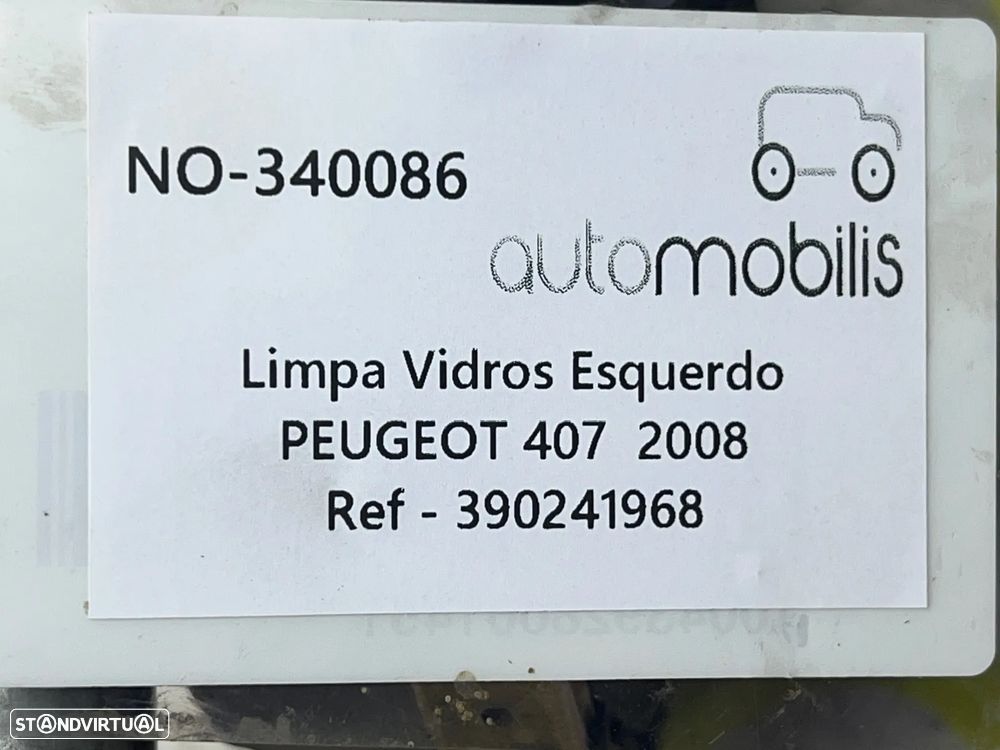 NO-340086
automobilis
Limpa Vidros Esquerdo
PEUGEOT 407 2008
Ref - 390241968
STANDVIRTUAL